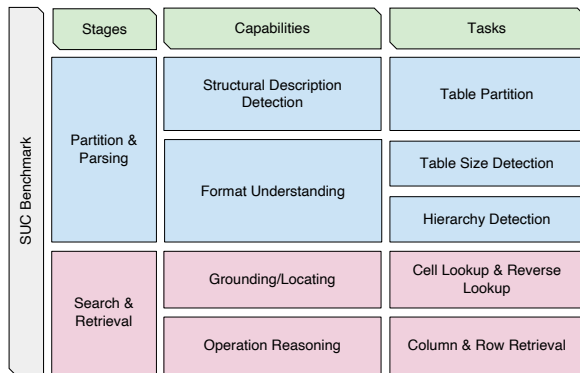 SUC Benchmark
Stages
Capabilities
Tasks
Partition &
Parsing
Structural Description
Detection
Table Partition
Format Understanding
Table Size Detection
Hierarchy Detection
Search &
Retrieval
Grounding/Locating
Cell Lookup & Reverse
Lookup
Operation Reasoning
Column & Row Retrieval